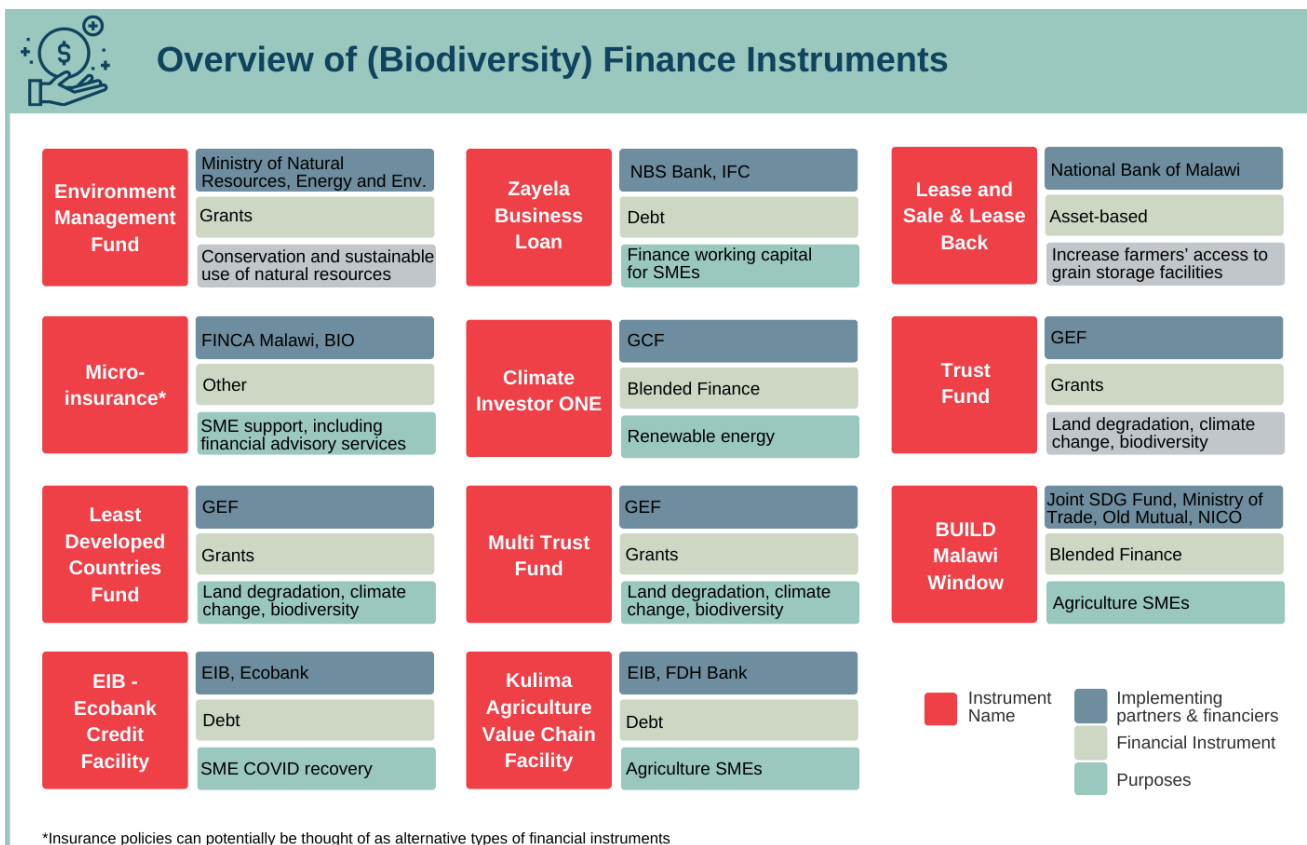 $
Overview of (Biodiversity) Finance Instruments
Environment
Management
Fund
Ministry of Natural
Resources, Energy and Env.
Grants
Conservation and sustainable
use of natural resources
Zayela
Business
Loan
NBS Bank, IFC
Debt
Finance working capital
for SMEs
Lease and
Sale & Lease
Back
National Bank of Malawi
Asset-based
Increase farmers' access to
grain storage facilities
Micro-
insurance*
FINCA Malawi, BIO
Other
SME support, including
financial advisory services
Climate
Investor ONE
GCF
Blended Finance
Renewable energy
Trust
Fund
GEF
Grants
Land degradation, climate
change, biodiversity
Least
Developed
Countries
Fund
GEF
Grants
Land degradation, climate
change, biodiversity
Multi Trust
Fund
GEF
Grants
Land degradation, climate
change, biodiversity
BUILD
Malawi
Window
Joint SDG Fund, Ministry of
Trade, Old Mutual, NICO
Blended Finance
Agriculture SMEs
EIB -
Ecobank
Credit
Facility
EIB, Ecobank
Debt
SME COVID recovery
Kulima
Agriculture
Value Chain
Facility
EIB, FDH Bank
Debt
Agriculture SMEs
Instrument
Name
Implementing
partners & financiers
Financial Instrument
Purposes
*Insurance policies can potentially be thought of as alternative types of financial instruments